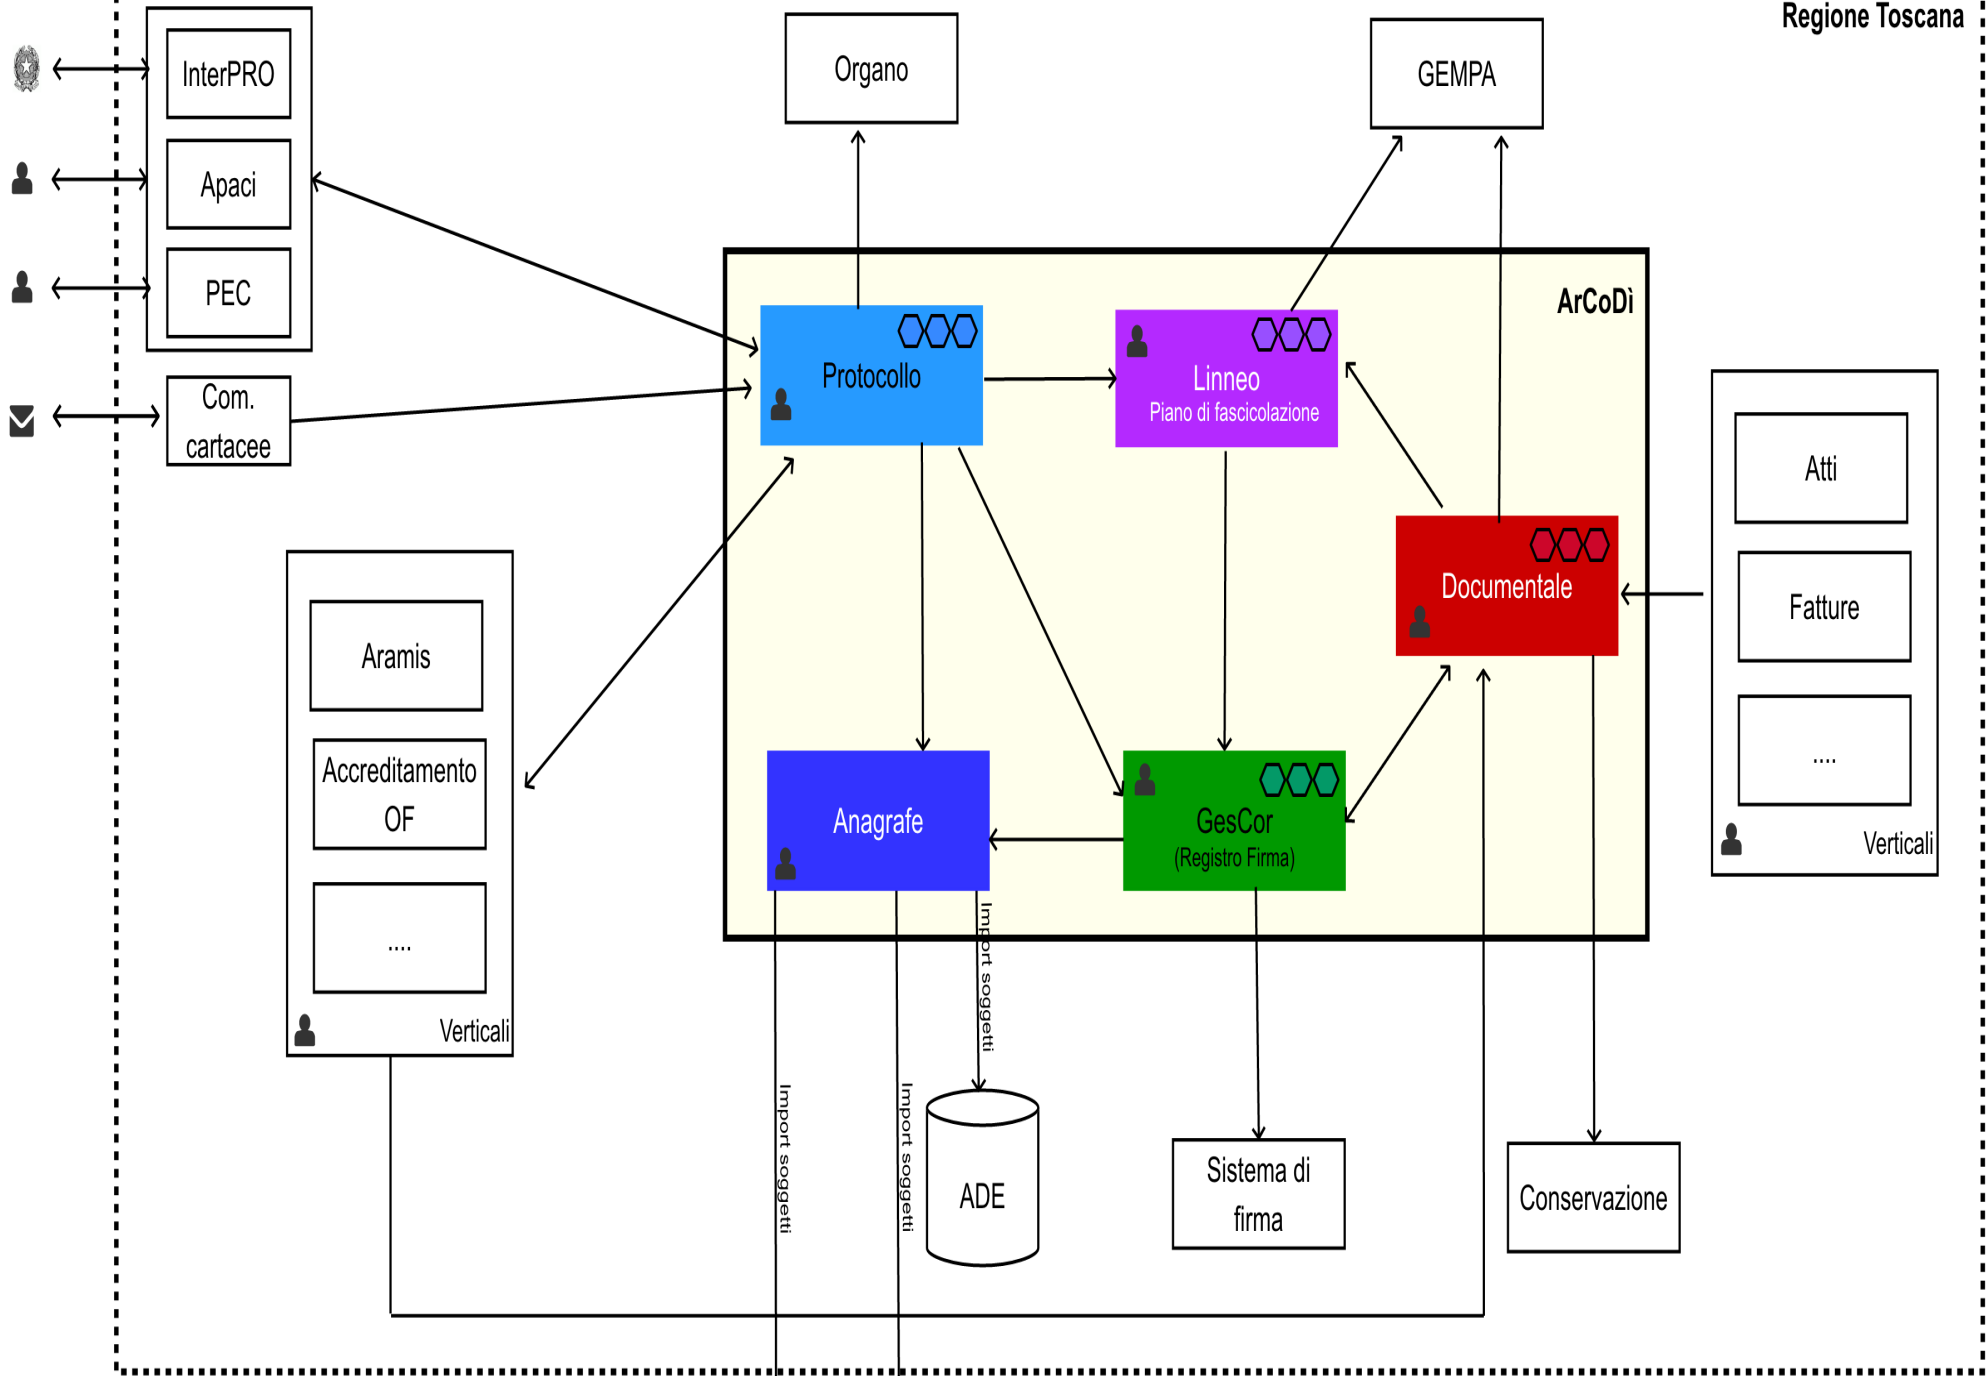 Regione Toscana
InterPRO
Apaci
PEC
Com.
cartacee
Organo
GEMPA
ArCoDì
Protocollo
Linneo
Piano di fascicolazione
Documentale
Anagrafe
GesCor
(Registro Firma)
Atti
Fatture
....
Verticali
Aramis
Accreditamento
OF
....
Verticali
Import soggetti
Import soggetti
Import soggetti
ADE
Sistema di
firma
Conservazione